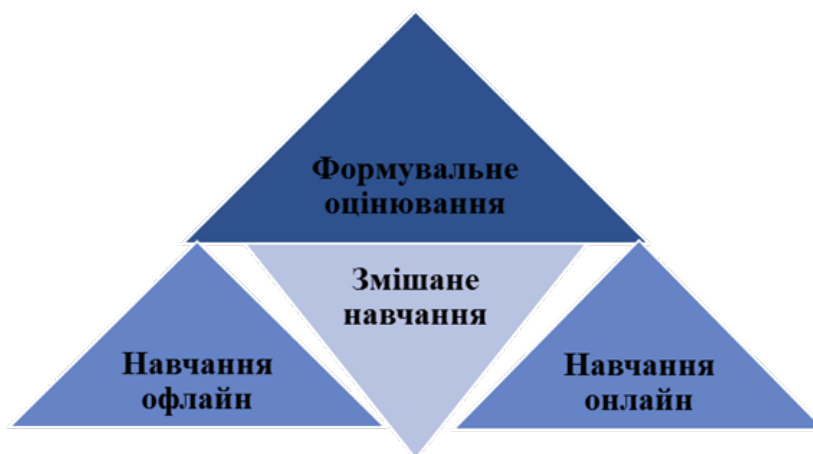 Формувальне
оцінювання
Змішане
навчання
Навчання
офлайн
Навчання
онлайн